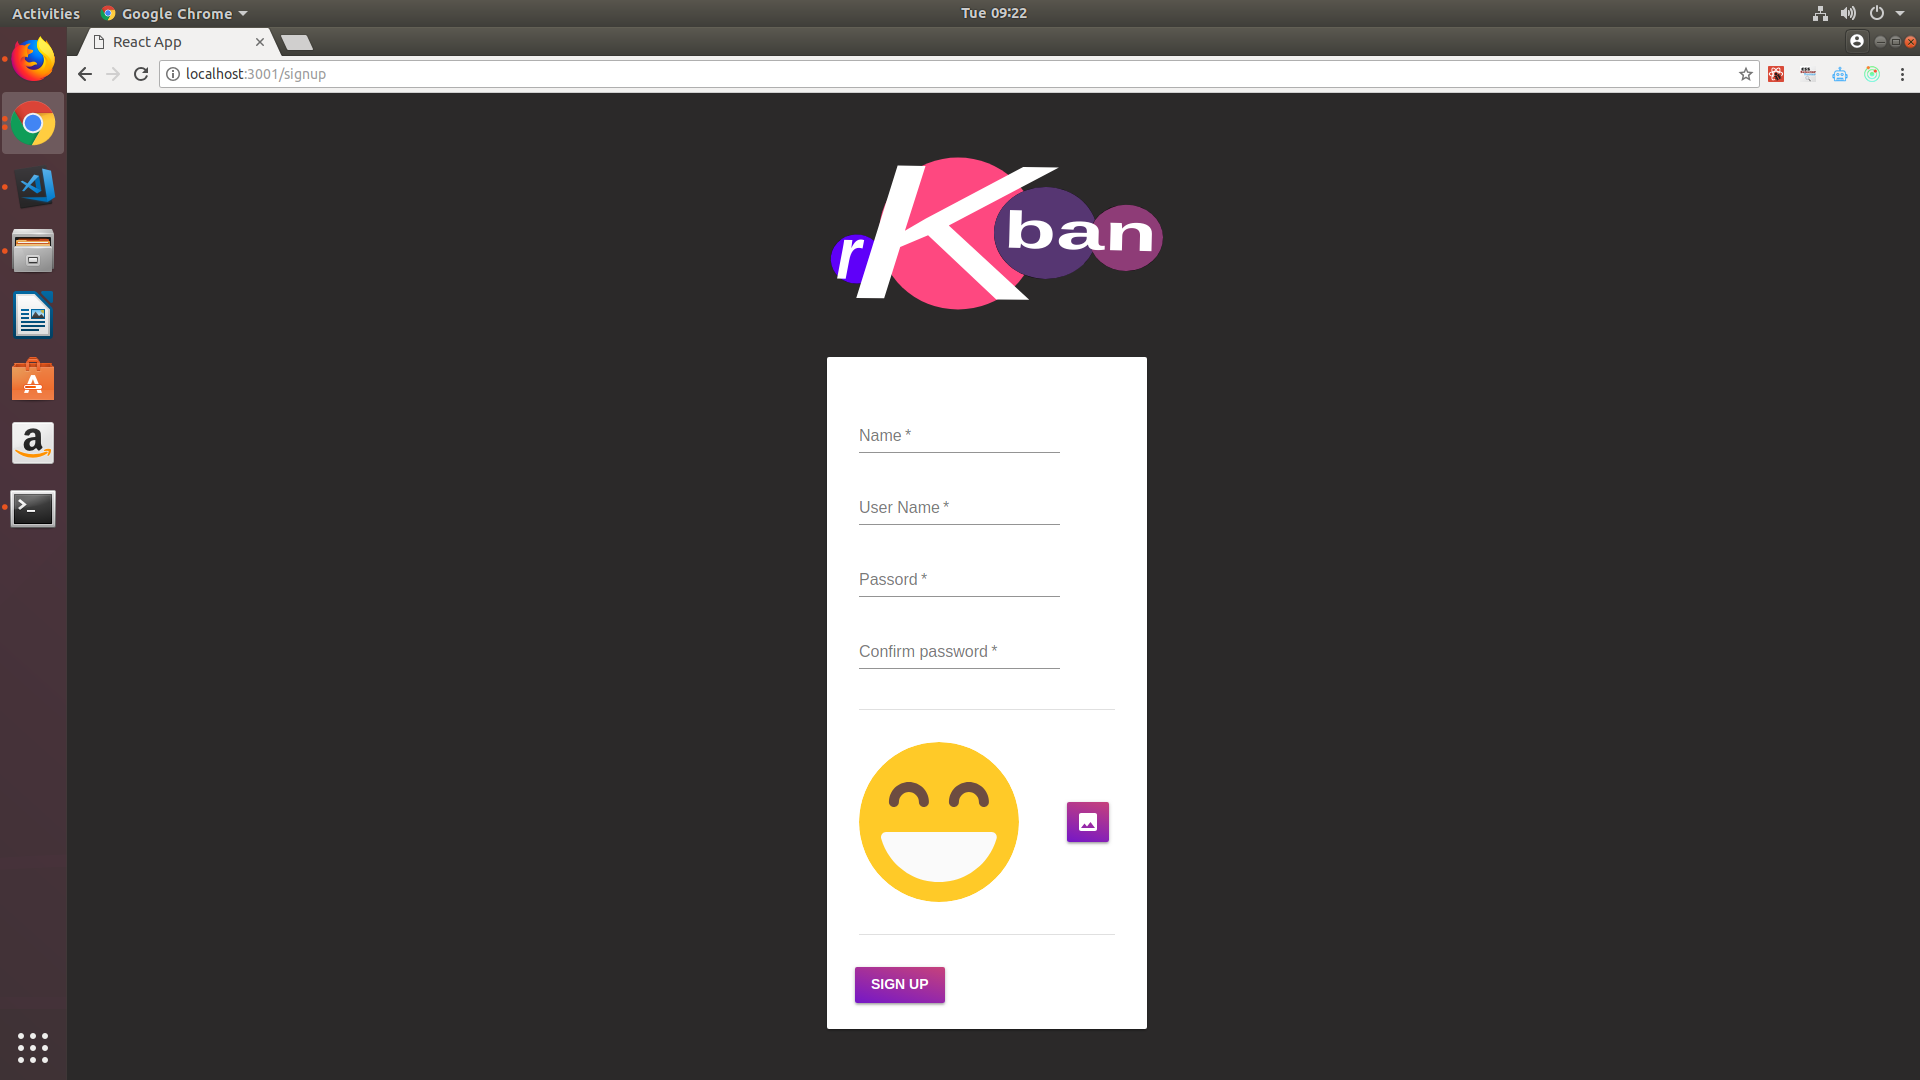 Activities
Google Chrome
Tue 09:22
React App
localhost:3001/signup
rKban
Name *
User Name *
Passord *
Confirm password *
SIGN UP